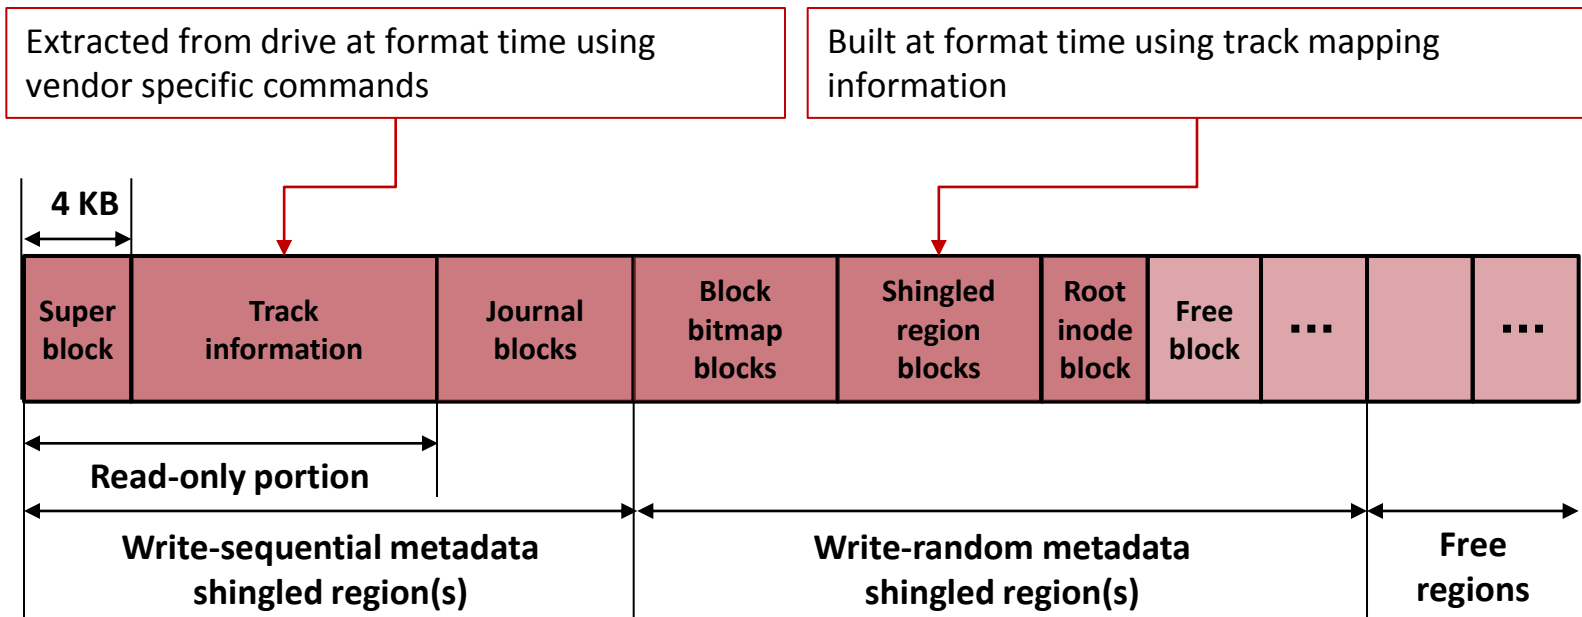 Extracted from drive at format time using
vendor specific commands
Built at format time using track mapping
information
4 KB
Super
block
Track
information
Journal
blocks
Block
bitmap
blocks
Shingled
region
blocks
Root
inode
block
Free
block
...
...
Read-only portion
Write-sequential metadata
shingled region(s)
Write-random metadata
shingled region(s)
Free
regions